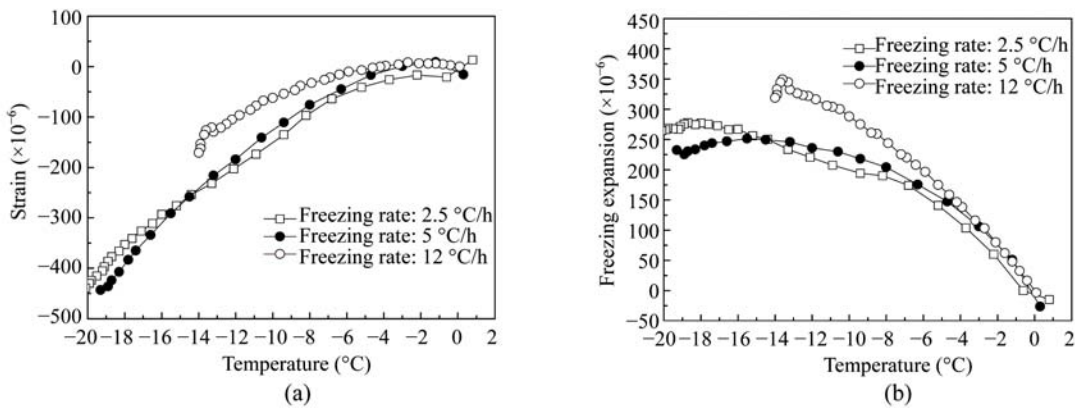 100
0
−100
−200
−300
−400
−500
Strain (×10⁻⁶)
Freezing rate: 2.5 °C/h
Freezing rate: 5 °C/h
Freezing rate: 12 °C/h
−20 −18 −16 −14 −12 −10 −8 −6 −4 −2 0 2
Temperature (°C)
(a)
450
400
350
300
250
200
150
100
50
0
−50
Freezing expansion (×10⁻⁶)
Freezing rate: 2.5 °C/h
Freezing rate: 5 °C/h
Freezing rate: 12 °C/h
−20 −18 −16 −14 −12 −10 −8 −6 −4 −2 0 2
Temperature (°C)
(b)